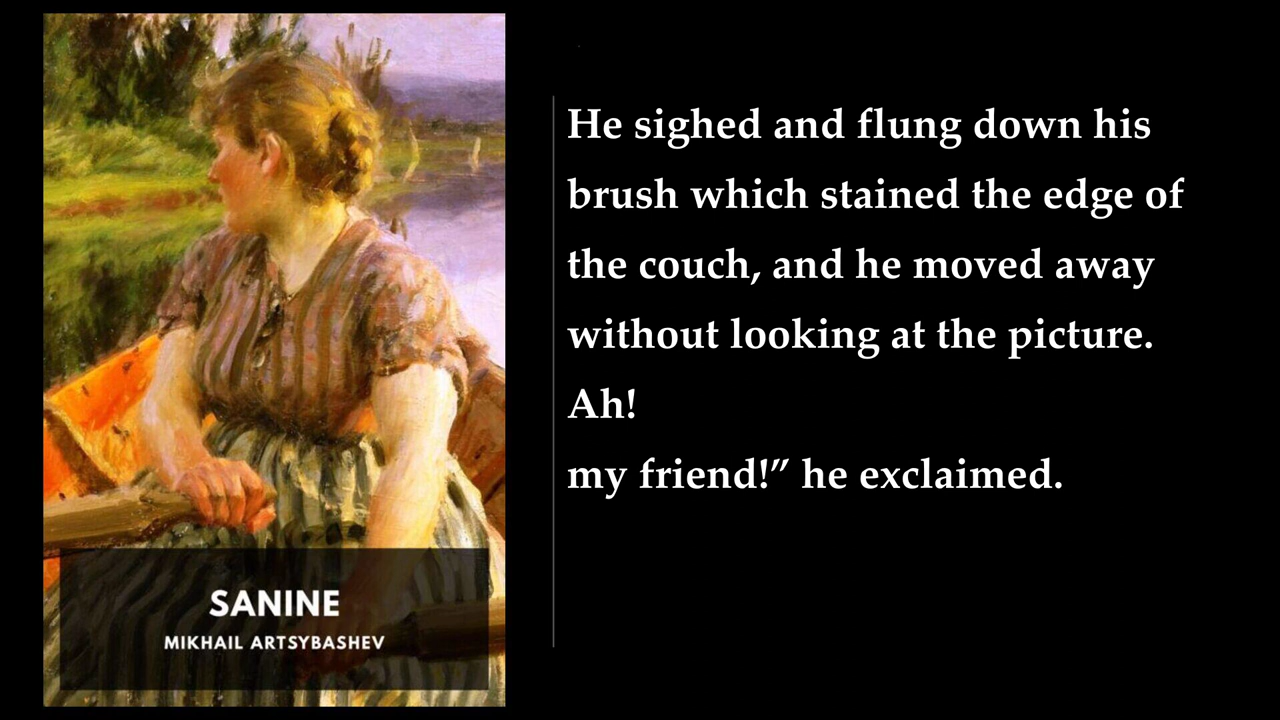 He sighed and flung down his
brush which stained the edge of
the couch, and he moved away
without looking at the picture.
Ah!
my friend!” he exclaimed.
SANINE
MIKHAIL ARTSYBASHEV